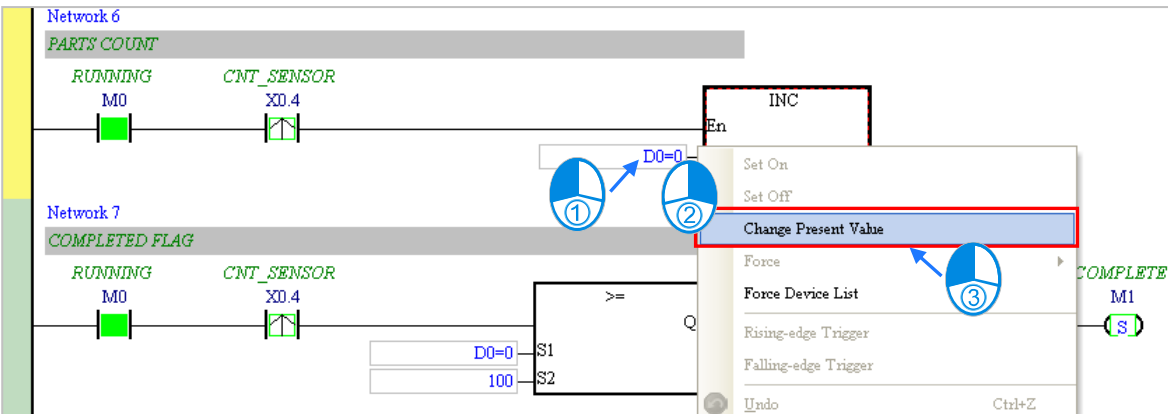 Network 6
PARTS COUNT
RUNNING CNT_SENSOR
M0 X0.4
INC
En
D0=0
① ②
Set On
Set Off
Change Present Value
Force
Force Device List
③
Rising-edge Trigger
Falling-edge Trigger
Undo Ctrl+Z
Network 7
COMPLETED FLAG
RUNNING CNT_SENSOR
M0 X0.4
>=
Q
D0=0 S1
100 S2
COMPLETE
M1
S